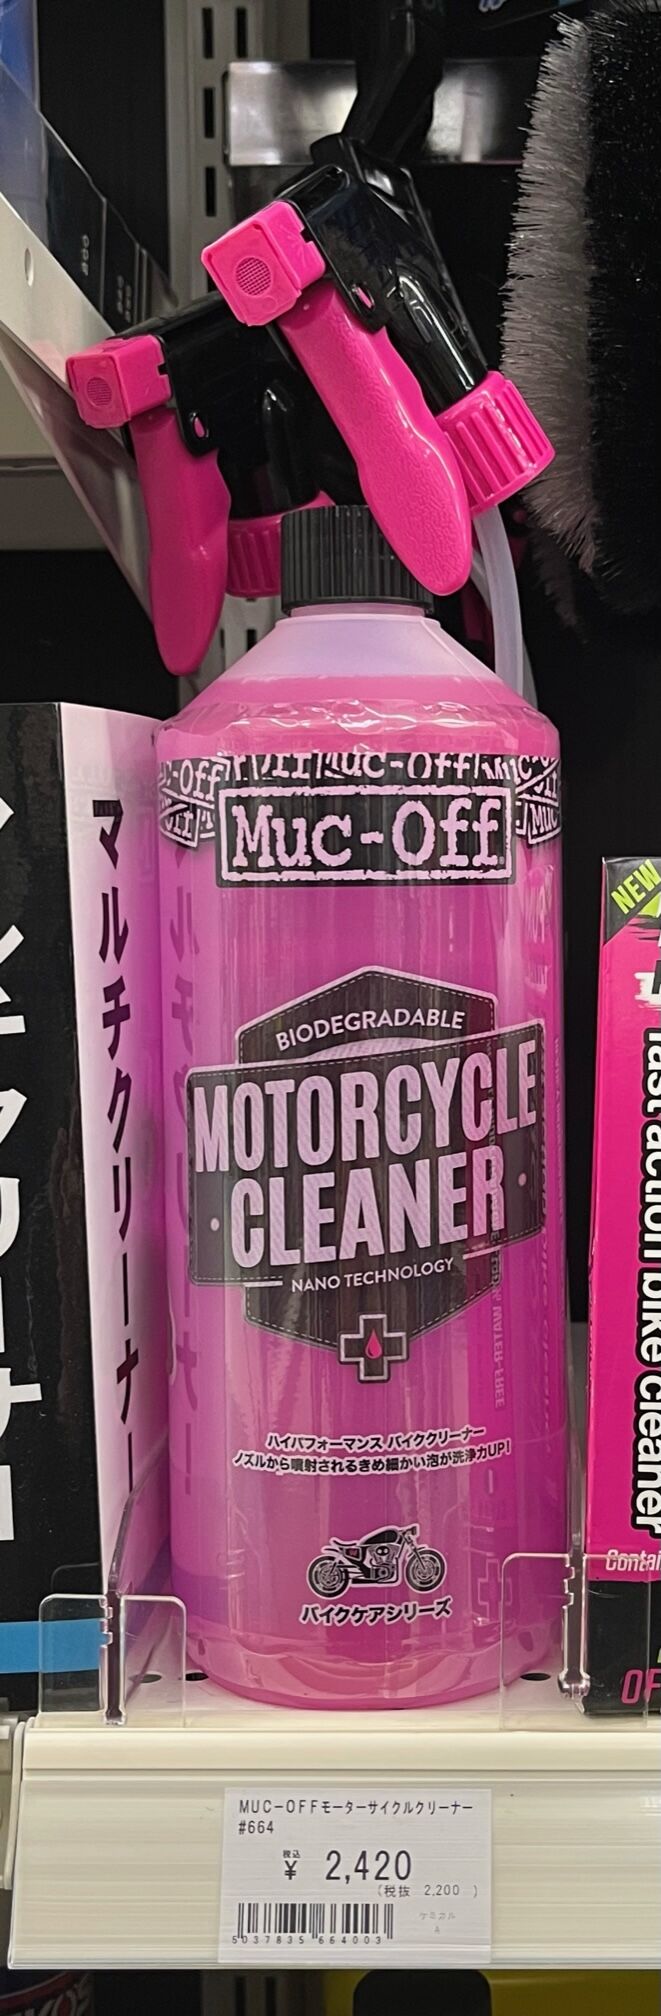 Muc-Off
Muc-Off
BIODEGRADABLE
MOTORCYCLE
CLEANER
NANO TECHNOLOGY
ハイパフォーマンス バイククリーナー
ノズルから噴射されるきめ細かい泡が洗浄力UP!
バイクケアシリーズ
マルチクリーナー
NEW
fast action bike cleaner
WATER-FREE
MUC-OFFモーターサイクルクリーナー
#664
税込
¥ 2,420
(税抜 2,200 )
ケミカル
A
5037835 664003